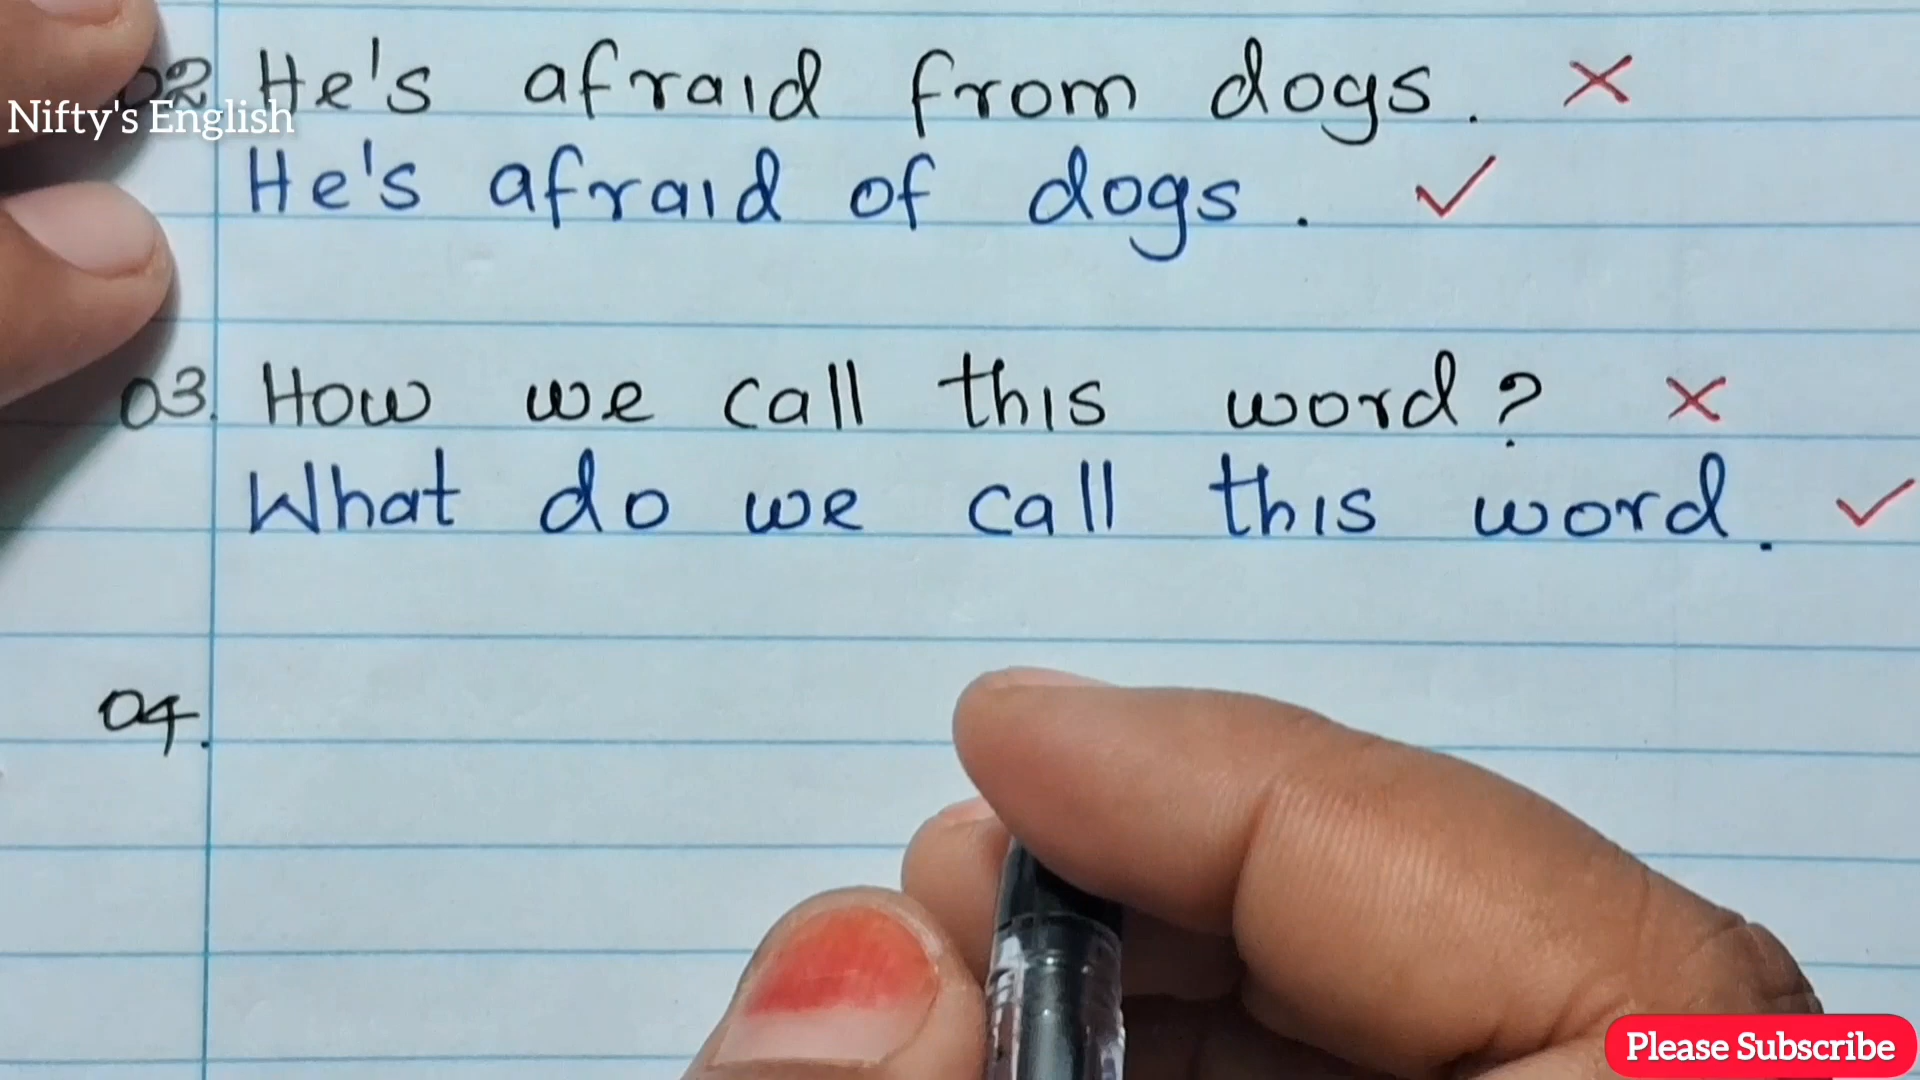 02 He's afraid from dogs. ×
Nifty's English
He's afraid of dogs. ✓
03. How we call this word? ×
What do we call this word. ✓
04.
Please Subscribe